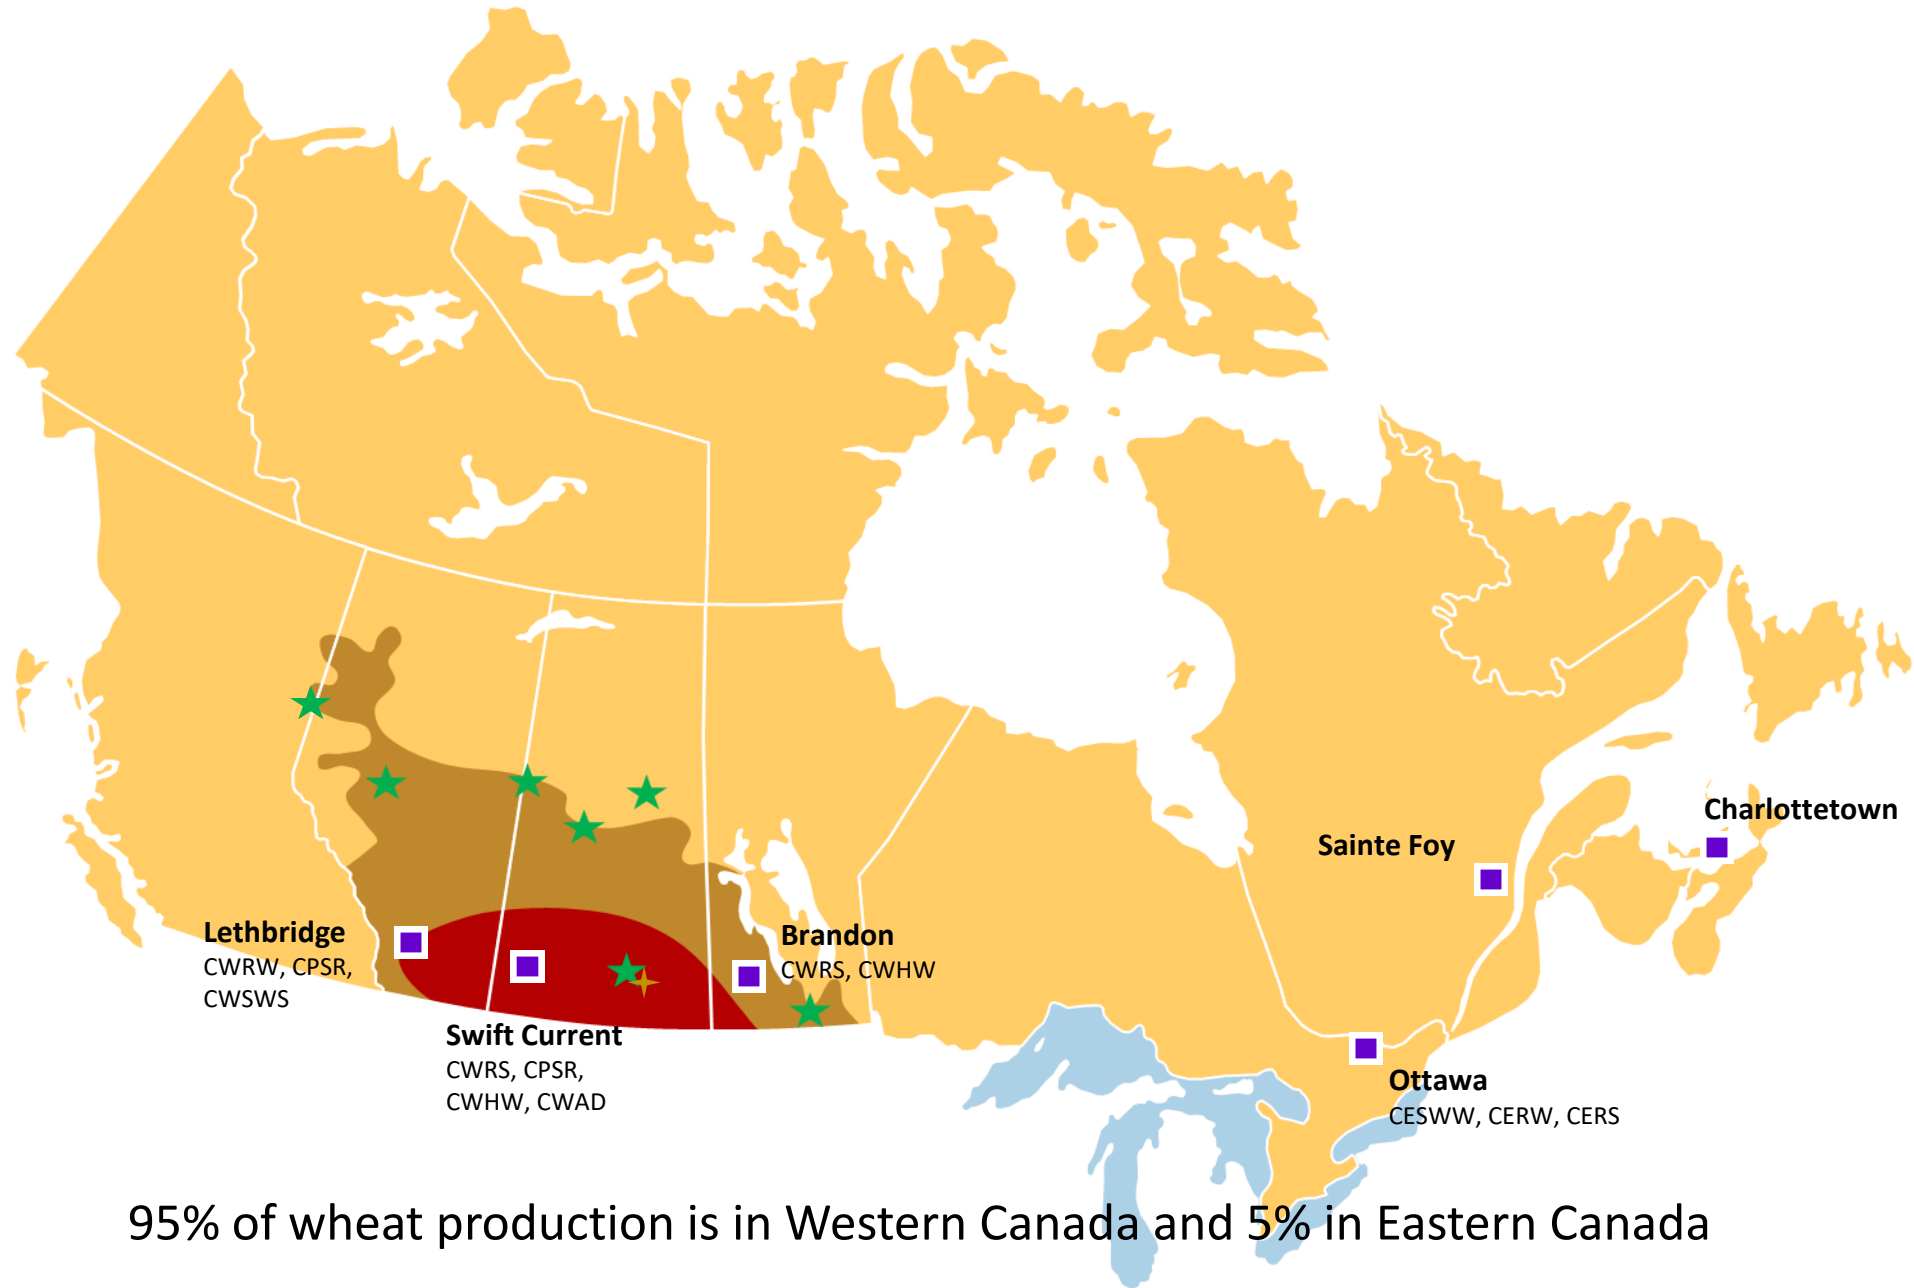 Charlottetown
Sainte Foy
Lethbridge
CWRW, CPSR,
CWSWS
Brandon
CWRS, CWHW
Swift Current
CWRS, CPSR,
CWHW, CWAD
Ottawa
CESWW, CERW, CERS
95% of wheat production is in Western Canada and 5% in Eastern Canada